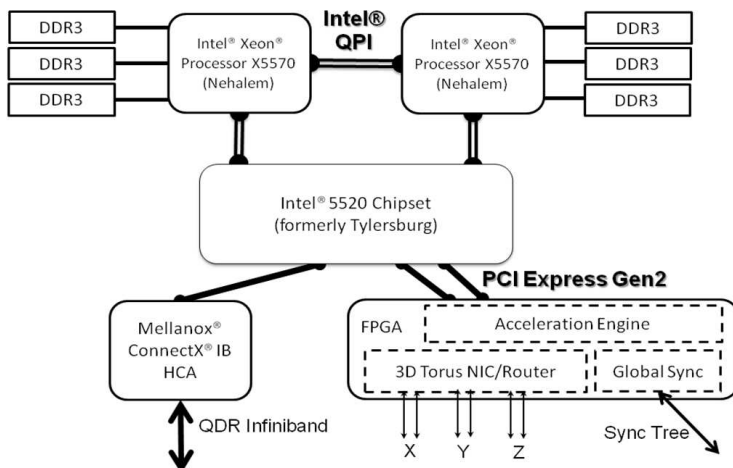 Intel®
QPI
DDR3
DDR3
DDR3
Intel® Xeon®
Processor X5570
(Nehalem)
Intel® Xeon®
Processor X5570
(Nehalem)
DDR3
DDR3
DDR3
Intel® 5520 Chipset
(formerly Tylersburg)
PCI Express Gen2
Mellanox®
ConnectX® IB
HCA
FPGA
Acceleration Engine
3D Torus NIC/Router
Global Sync
QDR Infiniband
X
Y
Z
Sync Tree